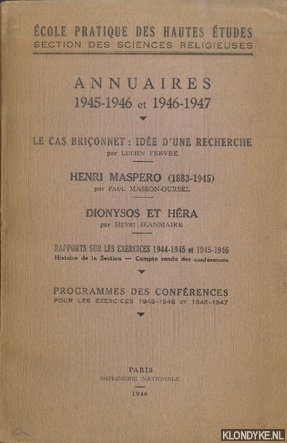 ÉCOLE PRATIQUE DES HAUTES ÉTUDES
SECTION DES SCIENCES RELIGIEUSES
ANNUAIRES
1945-1946 et 1946-1947
LE CAS BRIÇONNET : IDÉE D'UNE RECHERCHE
par LUCIEN FEBVRE
HENRI MASPERO (1883-1945)
par PAUL MASSON-OURSEL
DIONYSOS ET HÉRA
par HENRI JEANMAIRE
RAPPORTS SUR LES EXERCICES 1944-1945 et 1945-1946
Histoire de la Section — Compte rendu des conférences
PROGRAMMES DES CONFÉRENCES
POUR LES EXERCICES 1945-1946 ET 1946-1947
PARIS
IMPRIMERIE NATIONALE
1946
KLONDYKE.NL